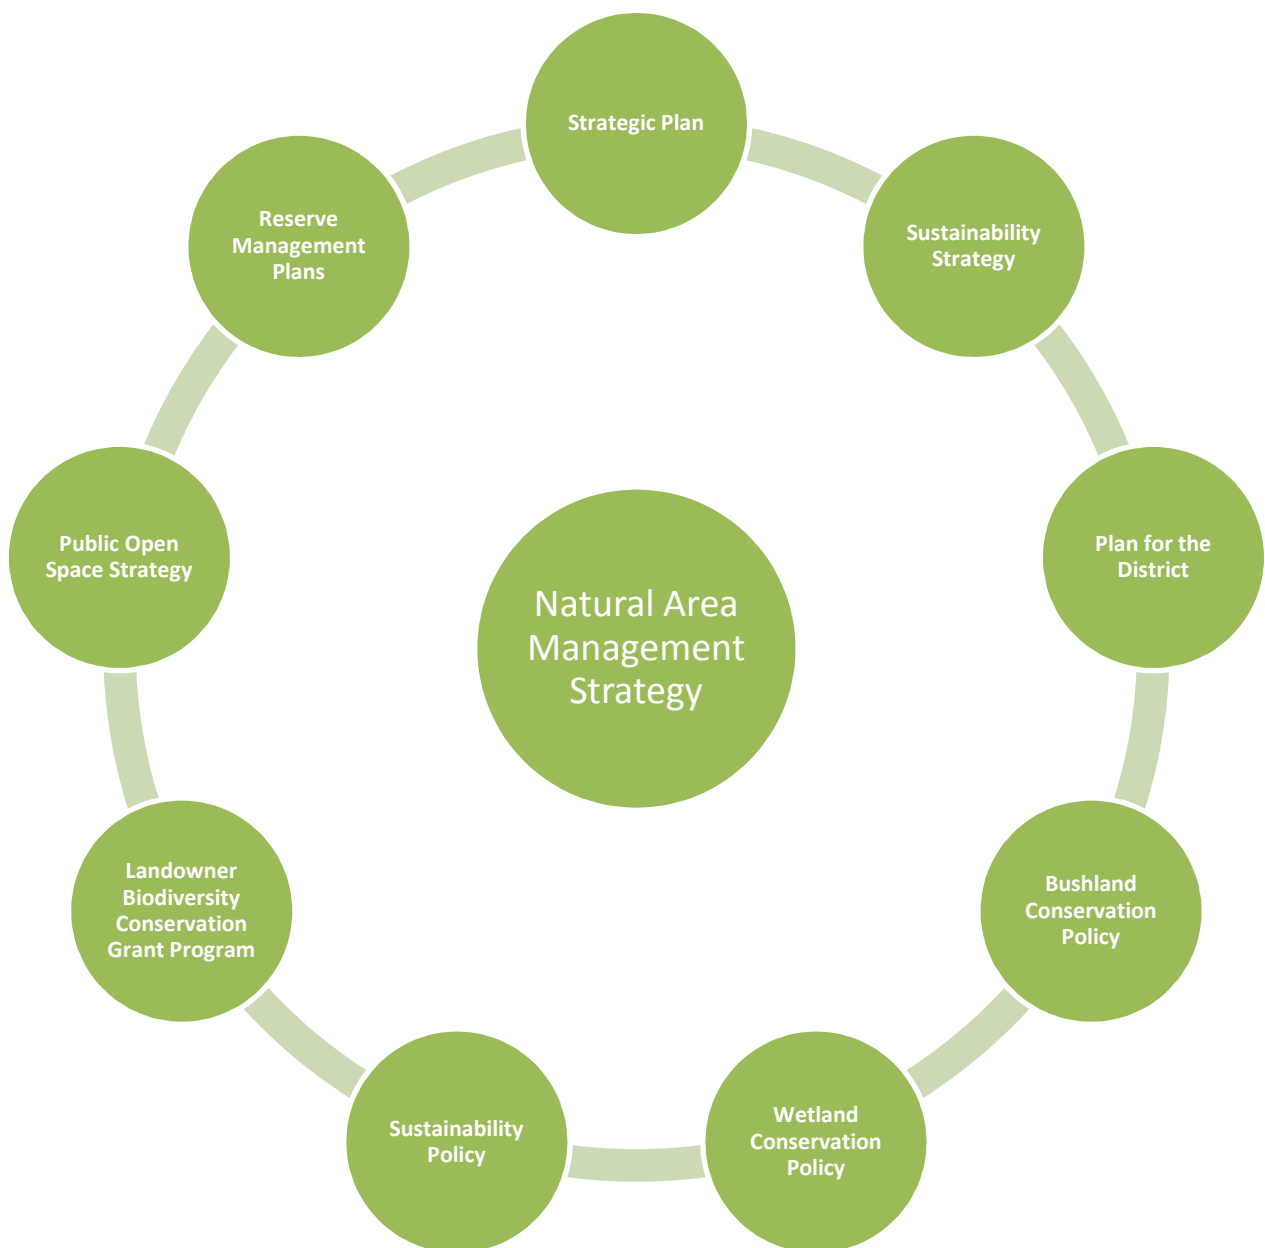 Strategic Plan
Sustainability
Strategy
Plan for the
District
Bushland
Conservation
Policy
Wetland
Conservation
Policy
Sustainability
Policy
Landowner
Biodiversity
Conservation
Grant Program
Public Open
Space Strategy
Reserve
Management
Plans
Natural Area
Management
Strategy